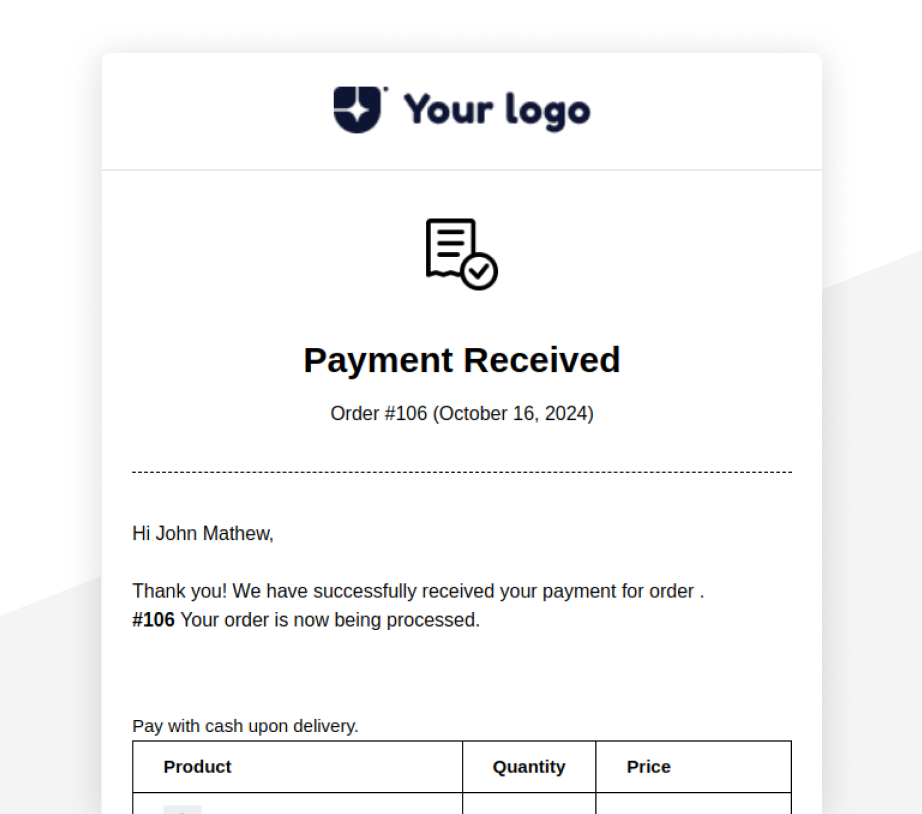 Your logo
Payment Received
Order #106 (October 16, 2024)
Hi John Mathew,
Thank you! We have successfully received your payment for order .
#106 Your order is now being processed.
Pay with cash upon delivery.
Product Quantity Price